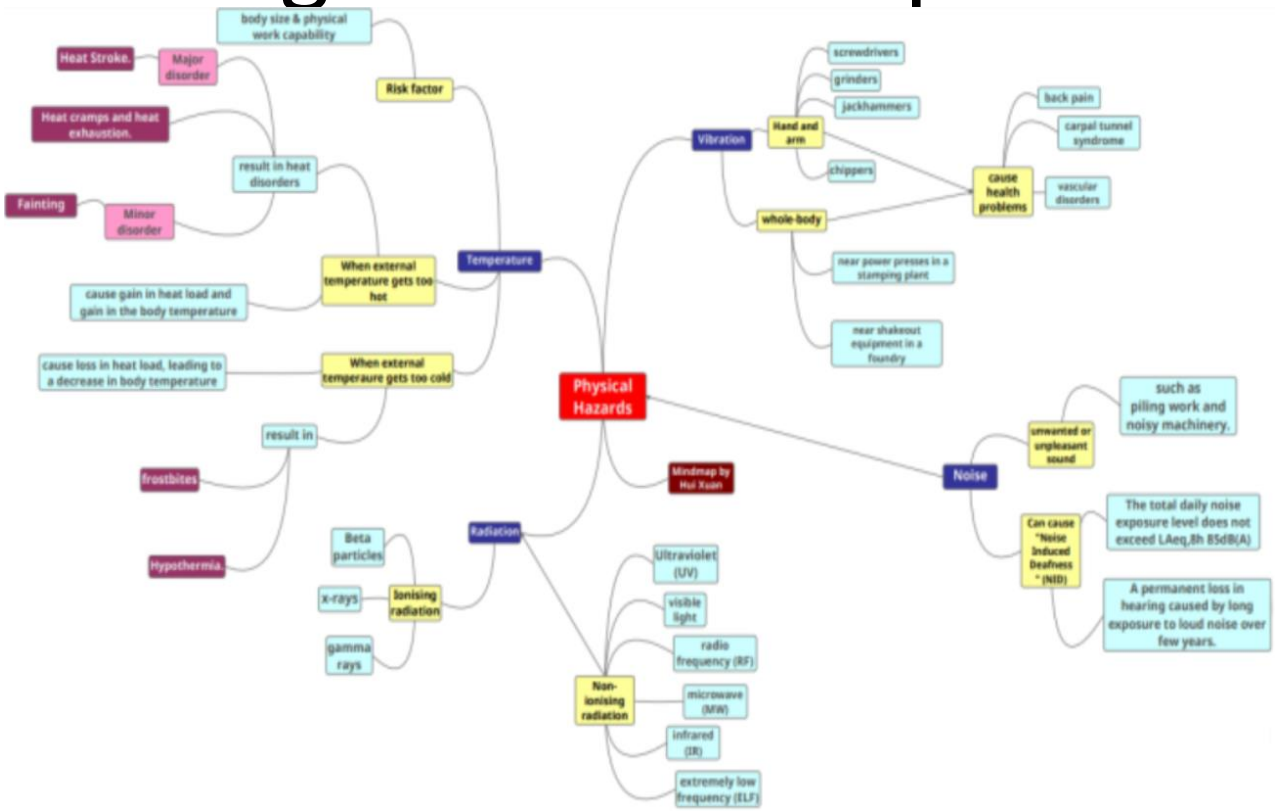 body size & physical
work capability
Heat Stroke.
Major
disorder
Risk factor
Heat cramps and heat
exhaustion.
result in heat
disorders
Fainting
Minor
disorder
Temperature
When external
temperature gets too
hot
cause gain in heat load and
gain in the body temperature
When external
temperaure gets too cold
cause loss in heat load, leading to
a decrease in body temperature
result in
frostbites
Hypothermia.
Physical
Hazards
Mindmap by
Hui Xuan
Radiation
Beta
particles
x-rays
Ionising
radiation
gamma
rays
Non-
ionising
radiation
Ultraviolet
(UV)
visible
light
radio
frequency (RF)
microwave
(MW)
infrared
(IR)
extremely low
frequency (ELF)
Vibration
Hand and
arm
screwdrivers
grinders
jackhammers
chippers
whole-body
near power presses in a
stamping plant
near shakeout
equipment in a
foundry
cause
health
problems
back pain
carpal tunnel
syndrome
vascular
disorders
Noise
unwanted or
unpleasant
sound
such as
piling work and
noisy machinery.
Can cause
"Noise
Induced
Deafness
" (NID)
The total daily noise
exposure level does not
exceed LAeq,8h 85dB(A)
A permanent loss in
hearing caused by long
exposure to loud noise over
few years.